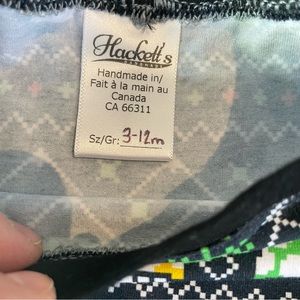 Hackett's
Handmade in/
Fait à la main au
Canada
CA 66311
Sz/Gr: 3-12m